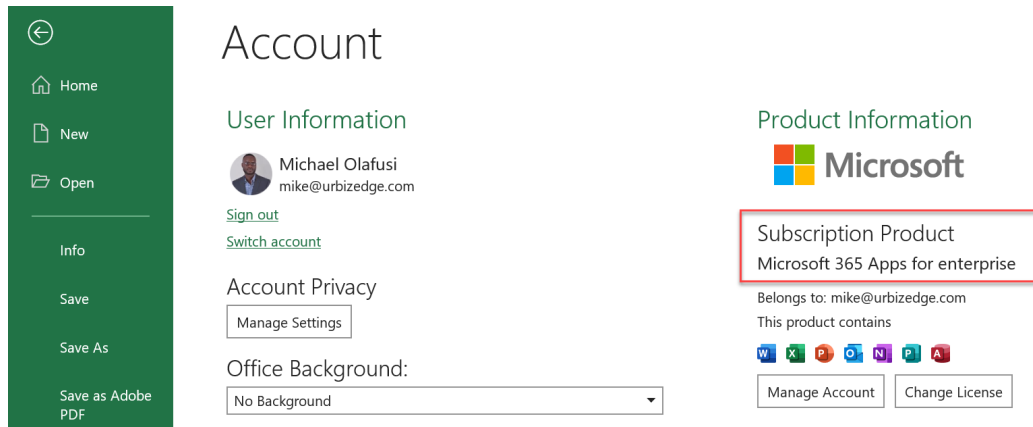 Account
Home
New
Open
Info
Save
Save As
Save as Adobe
PDF
User Information
Michael Olafusi
mike@urbizedge.com
Sign out
Switch account
Account Privacy
Manage Settings
Office Background:
No Background
Product Information
Microsoft
Subscription Product
Microsoft 365 Apps for enterprise
Belongs to: mike@urbizedge.com
This product contains
W X P O N P A
Manage Account Change License